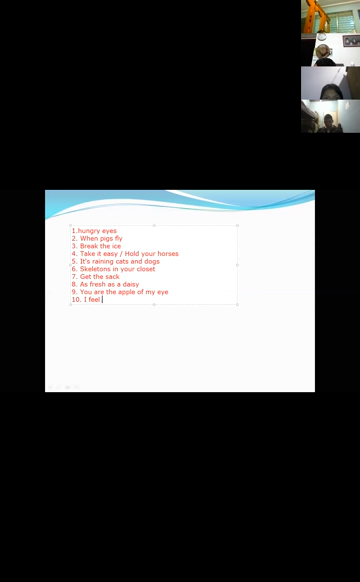 1.hungry eyes
2. When pigs fly
3. Break the ice
4. Take it easy / Hold your horses
5. It's raining cats and dogs
6. Skeletons in your closet
7. Get the sack
8. As fresh as a daisy
9. You are the apple of my eye
10. I feel